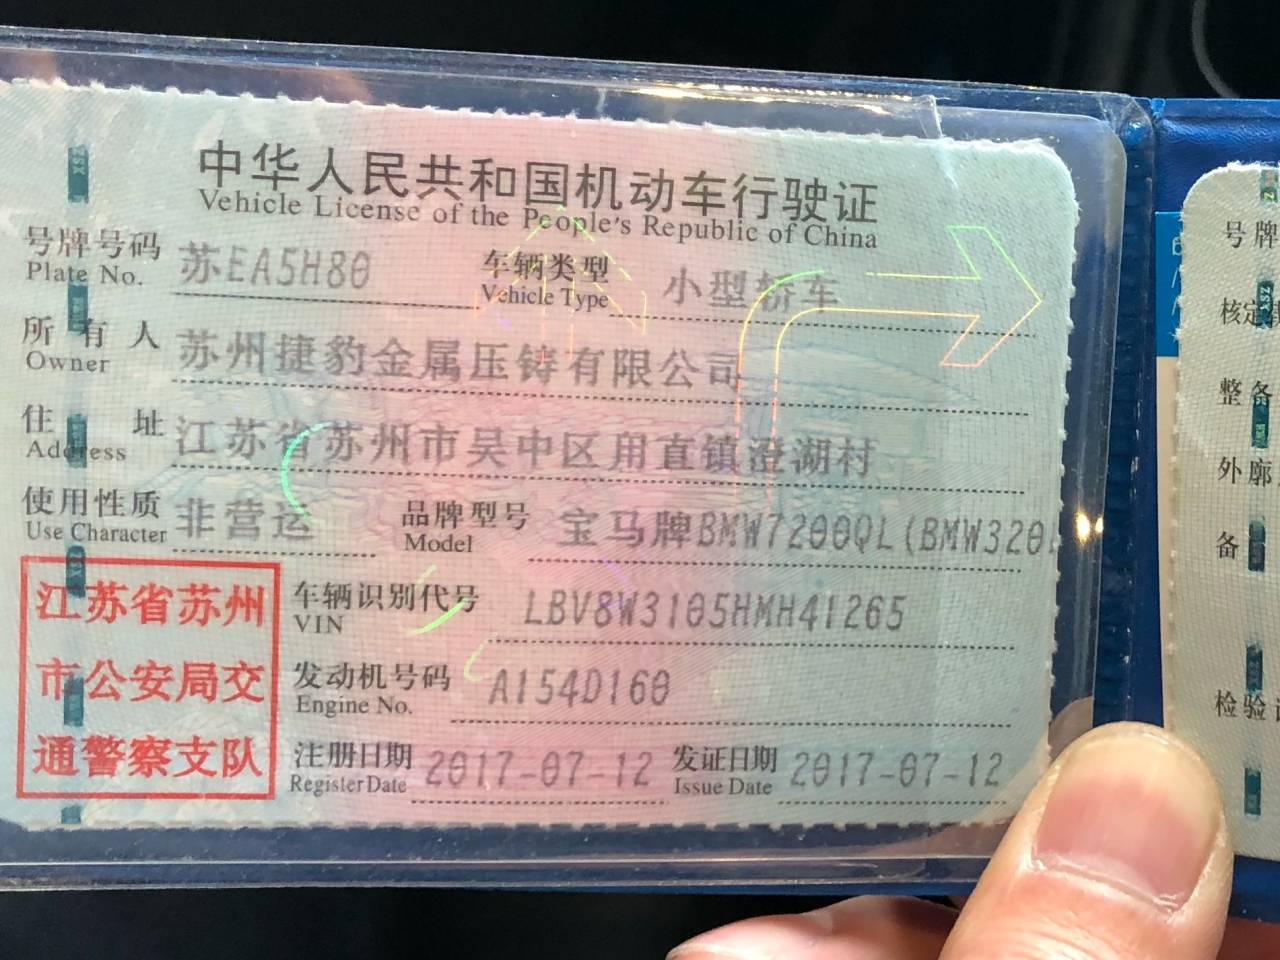 中华人民共和国机动车行驶证
Vehicle License of the People's Republic of China
号牌号码 苏EA5H80 车辆类型 小型轿车
Plate No. Vehicle Type
所有人 苏州捷豹金属压铸有限公司
Owner
住址 江苏省苏州市吴中区甪直镇澄湖村
Address
使用性质 非营运 品牌型号 宝马牌BMW7200QL(BMW320
Use Character Model
江苏省苏州
市公安局交
通警察支队
车辆识别代号 LBV8W3105HMH41265
VIN
发动机号码 A154D160
Engine No.
注册日期 2017-07-12 发证日期 2017-07-12
Register Date Issue Date
号牌
核定
整备
外廓
备
检验